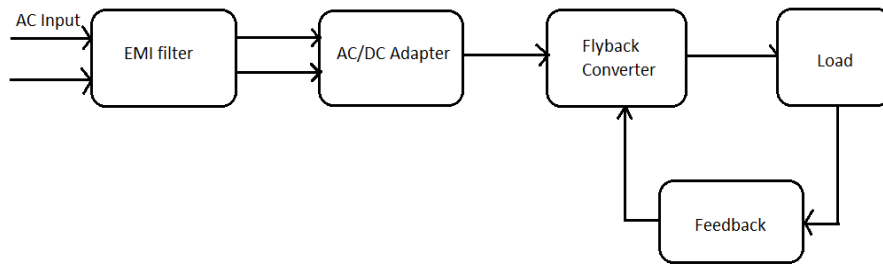 AC Input
EMI filter
AC/DC Adapter
Flyback
Converter
Load
Feedback